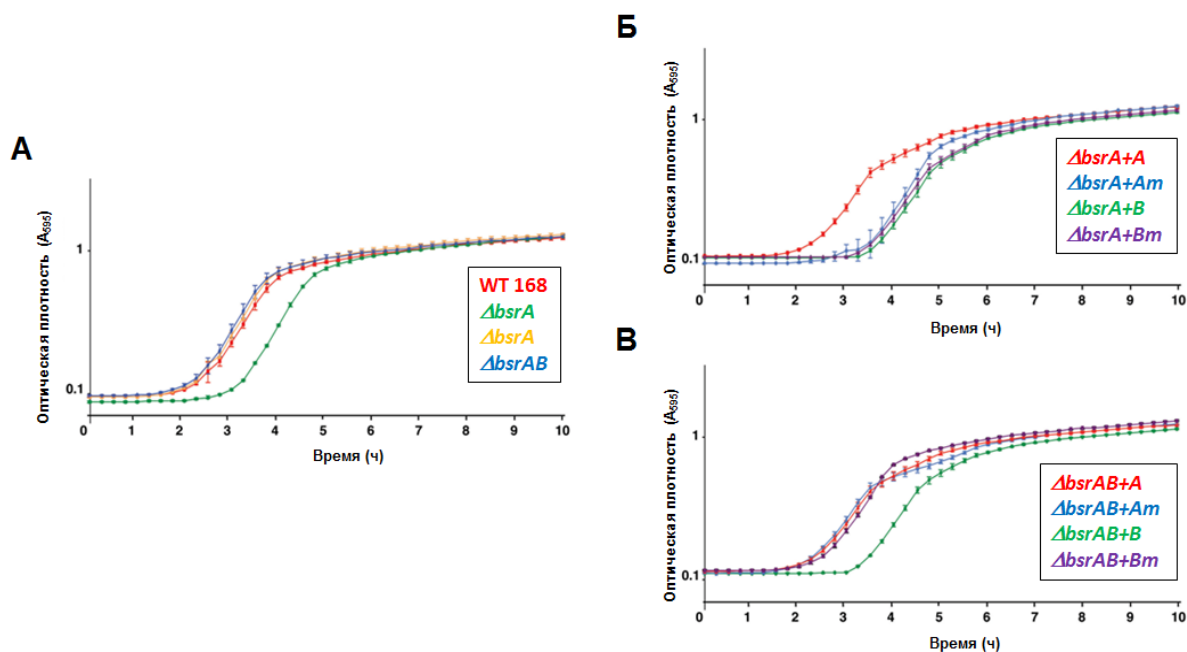 А
Оптическая плотность (A595)
1
0.1
0 1 2 3 4 5 6 7 8 9 10
Время (ч)
WT 168
ΔbsrA
ΔbsrA
ΔbsrAB
Б
Оптическая плотность (A595)
1
0.1
0 1 2 3 4 5 6 7 8 9 10
Время (ч)
ΔbsrA+A
ΔbsrA+Am
ΔbsrA+B
ΔbsrA+Bm
В
Оптическая плотность (A595)
1
0.1
0 1 2 3 4 5 6 7 8 9 10
Время (ч)
ΔbsrAB+A
ΔbsrAB+Am
ΔbsrAB+B
ΔbsrAB+Bm